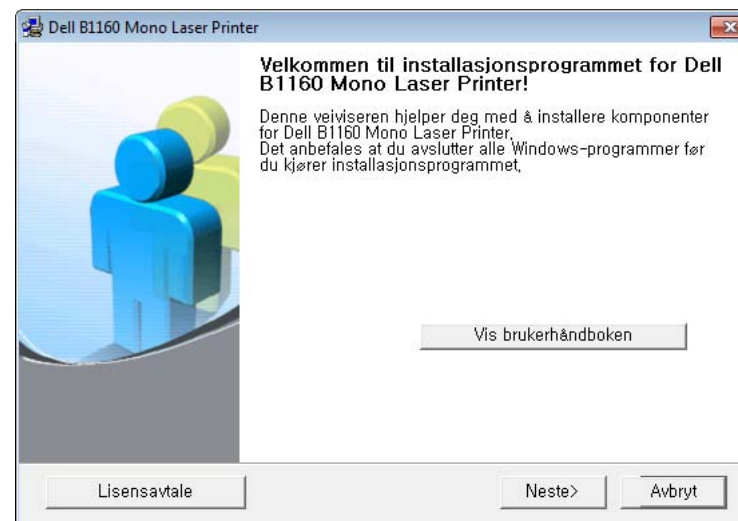 Dell B1160 Mono Laser Printer
Velkommen til installasjonsprogrammet for Dell
B1160 Mono Laser Printer!
Denne veiviseren hjelper deg med å installere komponenter
for Dell B1160 Mono Laser Printer.
Det anbefales at du avslutter alle Windows-programmer før
du kjører installasjonsprogrammet.
Vis brukerhåndboken
Lisensavtale
Neste>
Avbryt